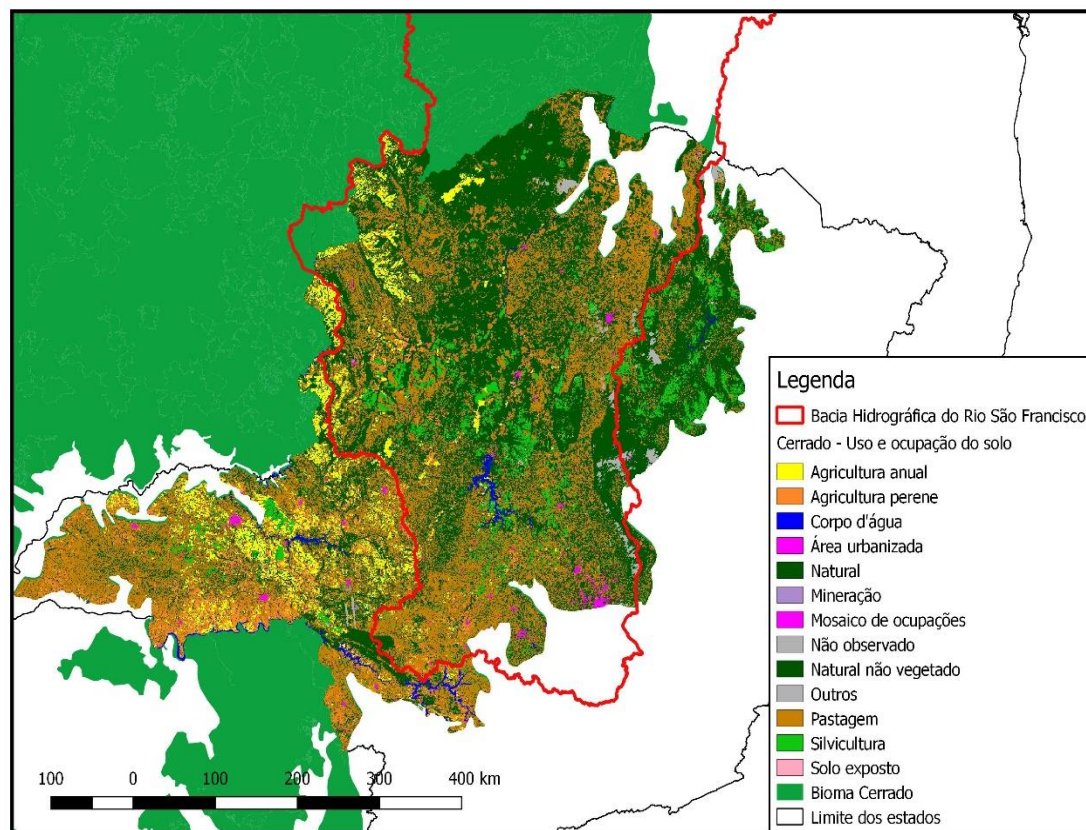 Legenda
Bacia Hidrográfica do Rio São Francisco
Cerrado - Uso e ocupação do solo
Agricultura anual
Agricultura perene
Corpo d'água
Área urbanizada
Natural
Mineração
Mosaico de ocupações
Não observado
Natural não vegetado
Outros
Pastagem
Silvicultura
Solo exposto
Bioma Cerrado
Limite dos estados
100 0 100 200 300 400 km